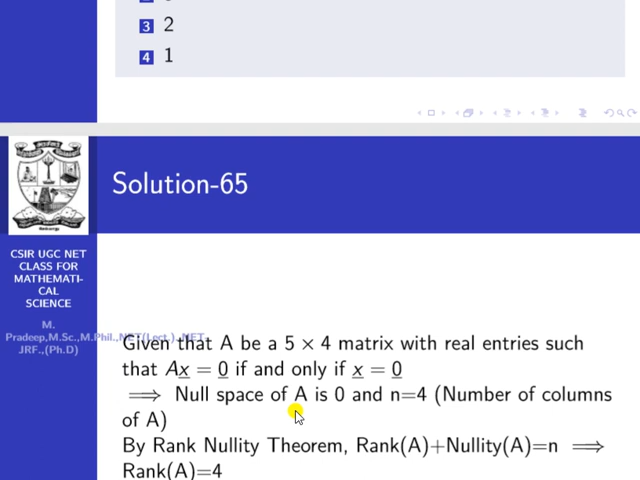 3 2
4 1
Solution-65
CSIR UGC NET
CLASS FOR
MATHEMATI-
CAL
SCIENCE
M.
Pradeep,M.Sc.,M.Phil.,NET(Lect.),-NET-
JRF.,(Ph.D)
Given that A be a 5 × 4 matrix with real entries such
that Ax = 0 if and only if x = 0
⟹ Null space of A is 0 and n=4 (Number of columns
of A)
By Rank Nullity Theorem, Rank(A)+Nullity(A)=n ⟹
Rank(A)=4